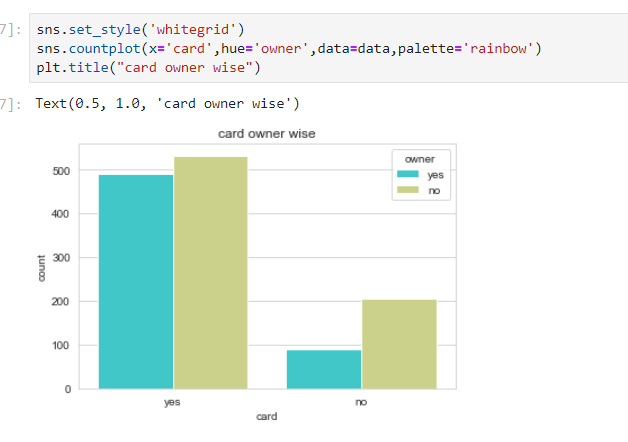 7]: sns.set_style('whitegrid')
sns.countplot(x='card',hue='owner',data=data,palette='rainbow')
plt.title("card owner wise")
7]: Text(0.5, 1.0, 'card owner wise')
card owner wise
owner
yes
no
500
400
300
200
100
0
count
yes
no
card